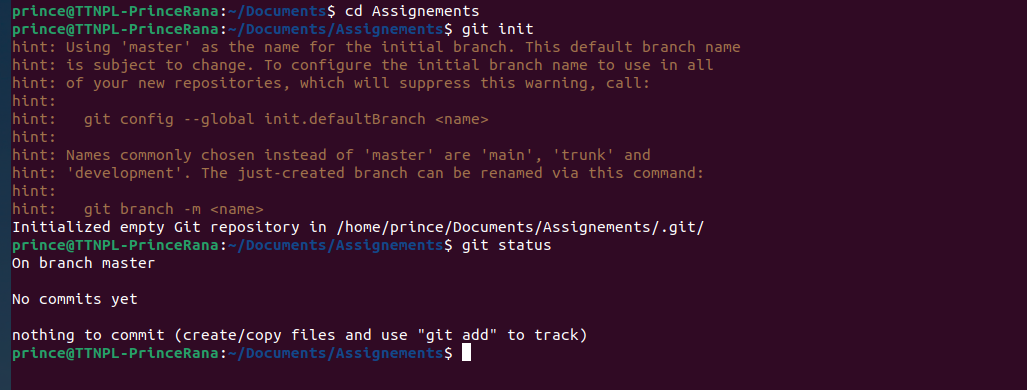 prince@TTNPL-PrinceRana:~/Documents$ cd Assignements
prince@TTNPL-PrinceRana:~/Documents/Assignements$ git init
hint: Using 'master' as the name for the initial branch. This default branch name
hint: is subject to change. To configure the initial branch name to use in all
hint: of your new repositories, which will suppress this warning, call:
hint:
hint:   git config --global init.defaultBranch <name>
hint:
hint: Names commonly chosen instead of 'master' are 'main', 'trunk' and
hint: 'development'. The just-created branch can be renamed via this command:
hint:
hint:   git branch -m <name>
Initialized empty Git repository in /home/prince/Documents/Assignements/.git/
prince@TTNPL-PrinceRana:~/Documents/Assignements$ git status
On branch master
No commits yet
nothing to commit (create/copy files and use "git add" to track)
prince@TTNPL-PrinceRana:~/Documents/Assignements$